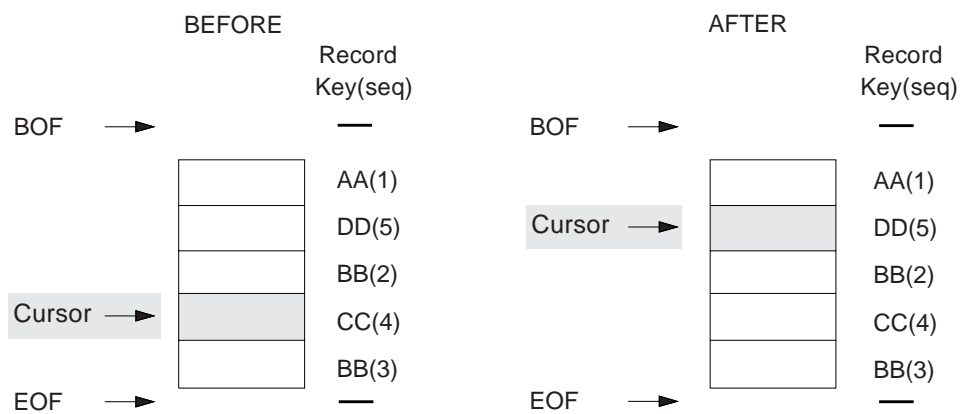 BEFORE
Record
Key(seq)
BOF
AA(1)
DD(5)
BB(2)
Cursor
CC(4)
BB(3)
EOF
AFTER
Record
Key(seq)
BOF
AA(1)
Cursor
DD(5)
BB(2)
CC(4)
BB(3)
EOF